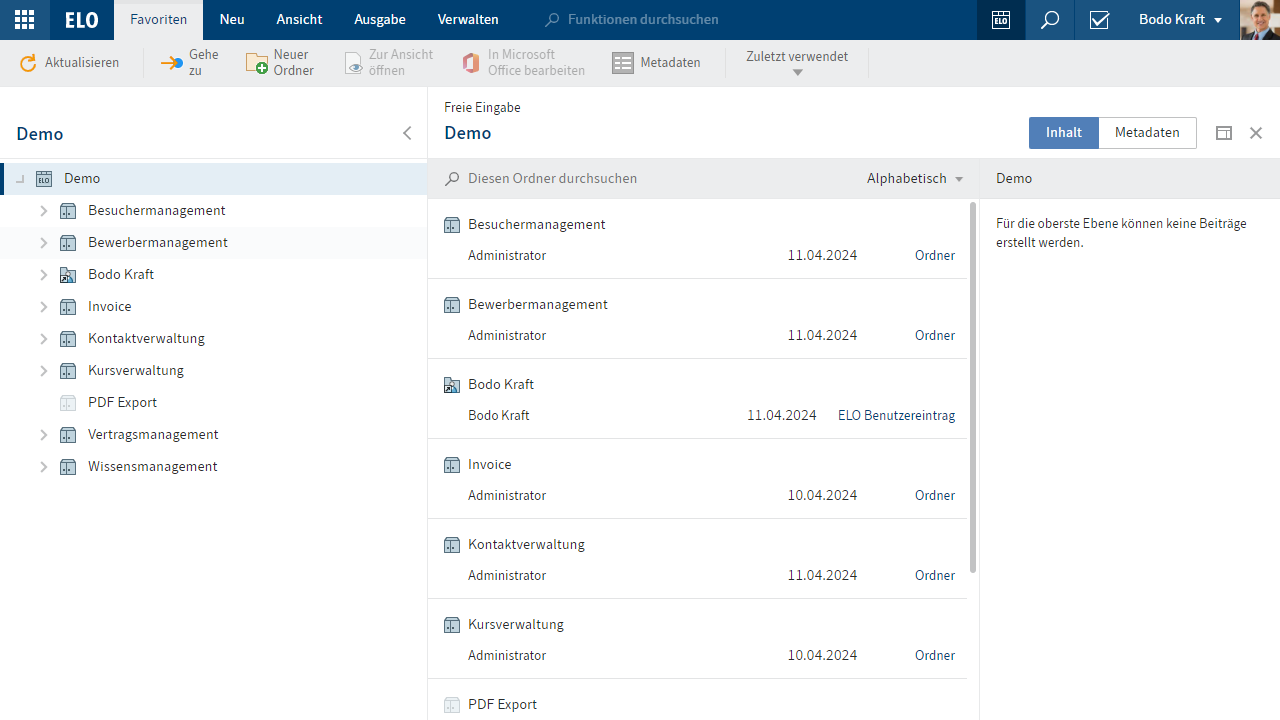 ELO
Favoriten
Neu
Ansicht
Ausgabe
Verwalten
Funktionen durchsuchen
ELO
Bodo Kraft
Aktualisieren
Gehe
zu
Neuer
Ordner
Zur Ansicht
öffnen
In Microsoft
Office bearbeiten
Metadaten
Zuletzt verwendet
Demo
ELO
Demo
Besuchermanagement
Bewerbermanagement
Bodo Kraft
Invoice
Kontaktverwaltung
Kursverwaltung
PDF Export
Vertragsmanagement
Wissensmanagement
Freie Eingabe
Demo
Inhalt
Metadaten
Diesen Ordner durchsuchen
Alphabetisch
Besuchermanagement
Administrator 11.04.2024 Ordner
Bewerbermanagement
Administrator 11.04.2024 Ordner
Bodo Kraft
Bodo Kraft 11.04.2024 ELO Benutzereintrag
Invoice
Administrator 10.04.2024 Ordner
Kontaktverwaltung
Administrator 11.04.2024 Ordner
Kursverwaltung
Administrator 10.04.2024 Ordner
PDF Export
Demo
Für die oberste Ebene können keine Beiträge
erstellt werden.